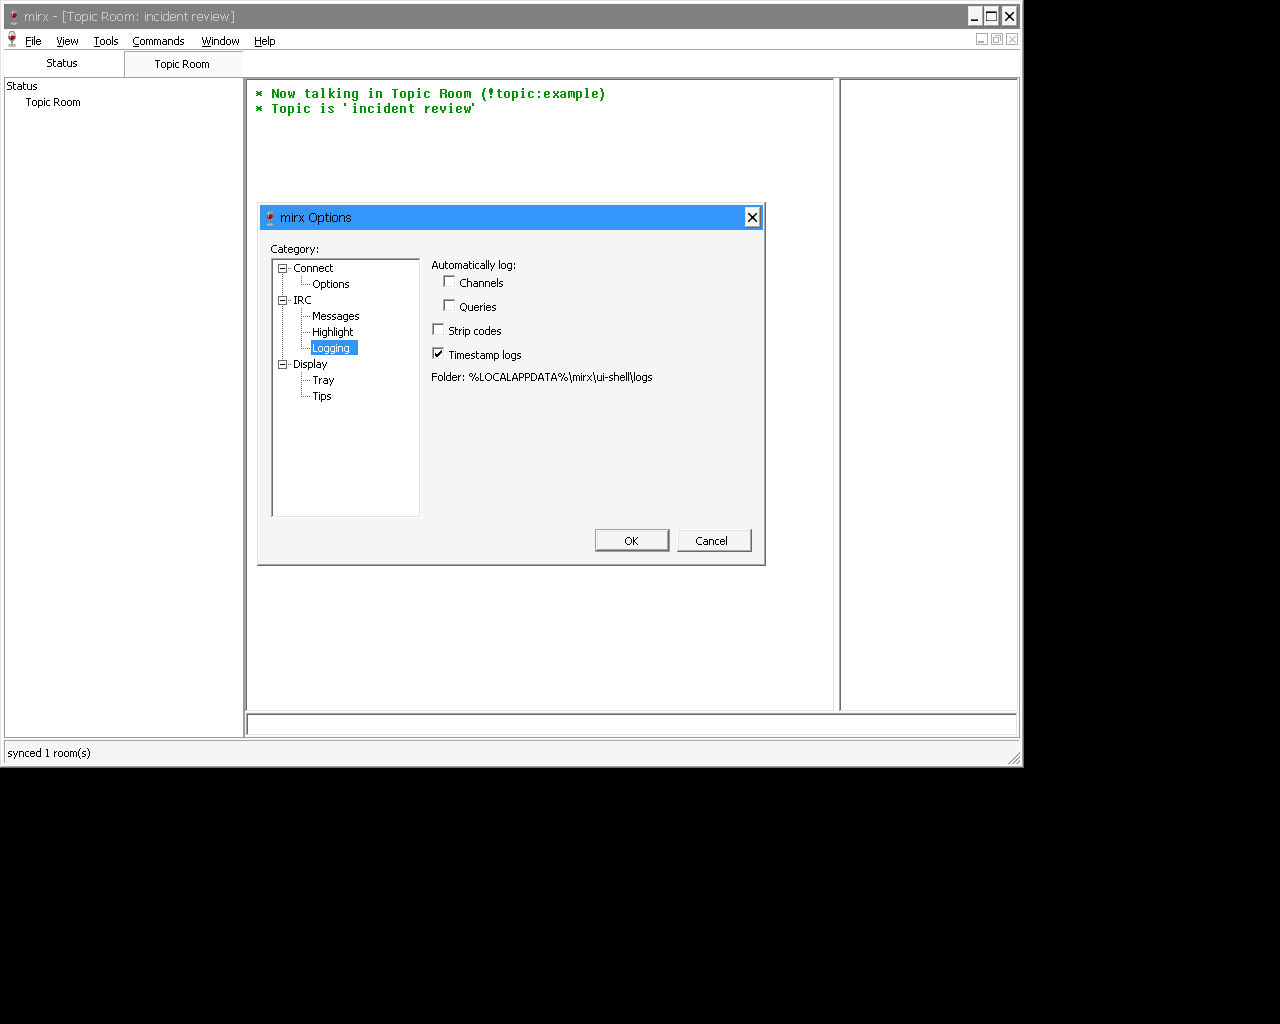 mirx - [Topic Room: incident review]
File View Tools Commands Window Help
Status Topic Room
Status
Topic Room
* Now talking in Topic Room (!topic:example)
* Topic is 'incident review'
mirx Options
Category:
Connect
Options
IRC
Messages
Highlight
Logging
Display
Tray
Tips
Automatically log:
Channels
Queries
Strip codes
Timestamp logs
Folder: %LOCALAPPDATA%\mirx\ui-shell\logs
OK Cancel
synced 1 room(s)